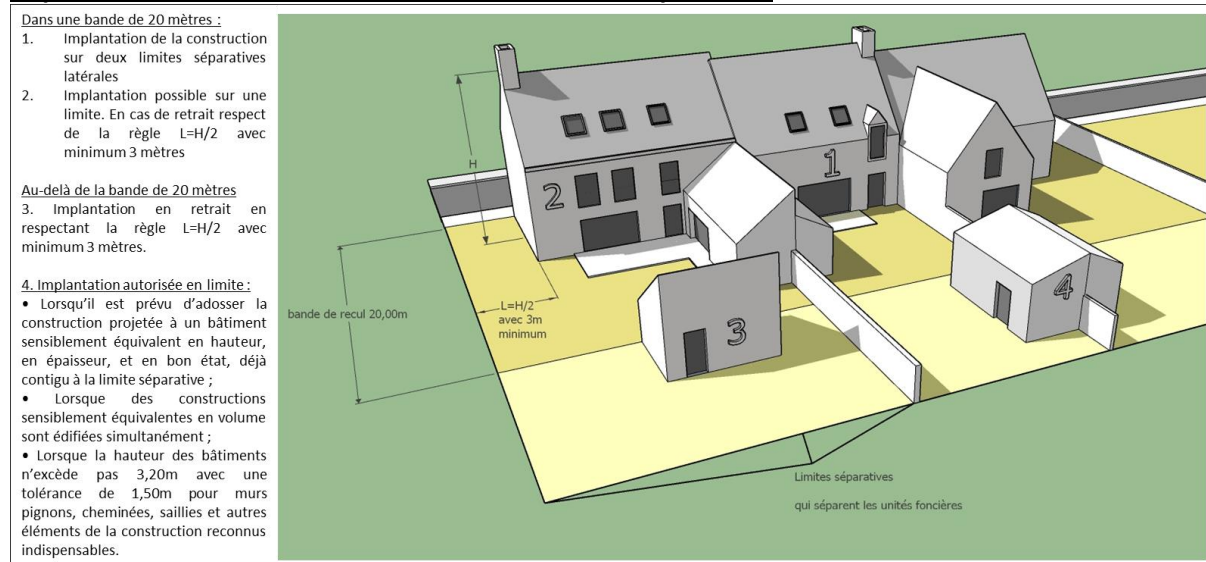 Dans une bande de 20 mètres :
1. Implantation de la construction
sur deux limites séparatives
latérales
2. Implantation possible sur une
limite. En cas de retrait respect
de la règle L=H/2 avec
minimum 3 mètres
Au-delà de la bande de 20 mètres
3. Implantation en retrait en
respectant la règle L=H/2 avec
minimum 3 mètres.
4. Implantation autorisée en limite :
• Lorsqu'il est prévu d'adosser la
construction projetée à un bâtiment
sensiblement équivalent en hauteur,
en épaisseur, et en bon état, déjà
contigu à la limite séparative ;
• Lorsque des constructions
sensiblement équivalentes en volume
sont édifiées simultanément ;
• Lorsque la hauteur des bâtiments
n'excède pas 3,20m avec une
tolérance de 1,50m pour murs
pignons, cheminées, saillies et autres
éléments de la construction reconnus
indispensables.
H
2
1
bande de recul 20,00m
L=H/2
avec 3m
minimum
3
4
Limites séparatives
qui séparent les unités foncières